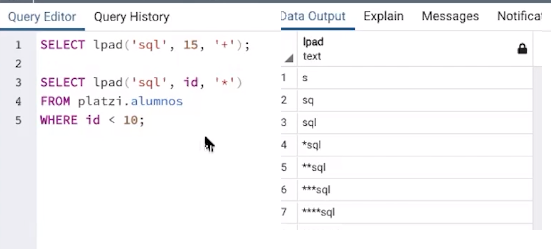 Query Editor Query History
1 SELECT lpad('sql', 15, '+');
2
3 SELECT lpad('sql', id, '*')
4 FROM platzi.alumnos
5 WHERE id < 10;
Data Output Explain Messages Notificat
lpad
text
1 s
2 sq
3 sql
4 *sql
5 **sql
6 ***sql
7 ****sql